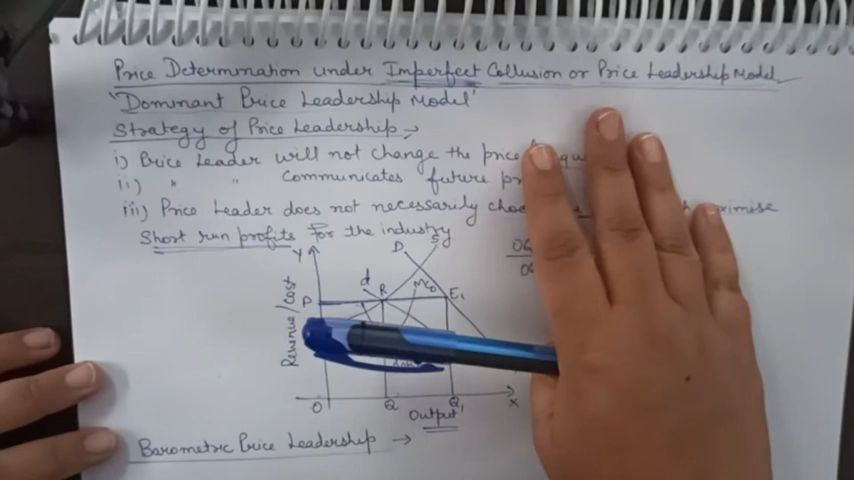 Price Determination under Imperfect Collusion or Price Leadership Model
'Dominant Price Leadership Model'
Strategy of Price Leadership →
i) Price Leader will not change the price
ii) " " Communicates future
iii) Price Leader does not necessarily maximise
Short run profits for the industry
Y D S
d MCD
P R E1
Revenue/Cost
O Q Q1 X
Output
Barometric Price Leadership →